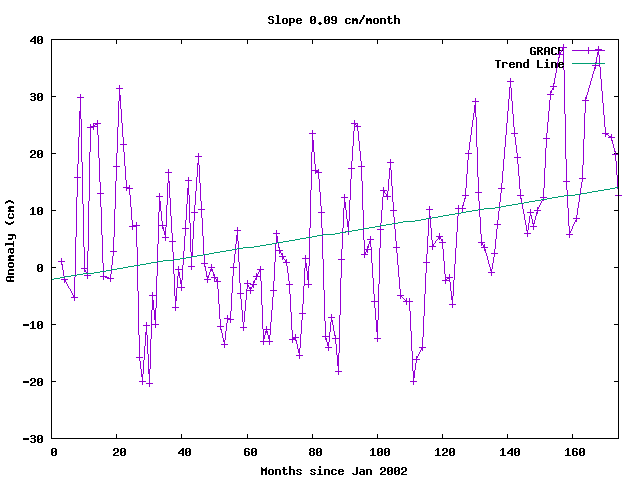 Slope 0.09 cm/month
GRACE
Trend Line
40
30
20
10
0
-10
-20
-30
Anomaly (cm)
0 20 40 60 80 100 120 140 160
Months since Jan 2002